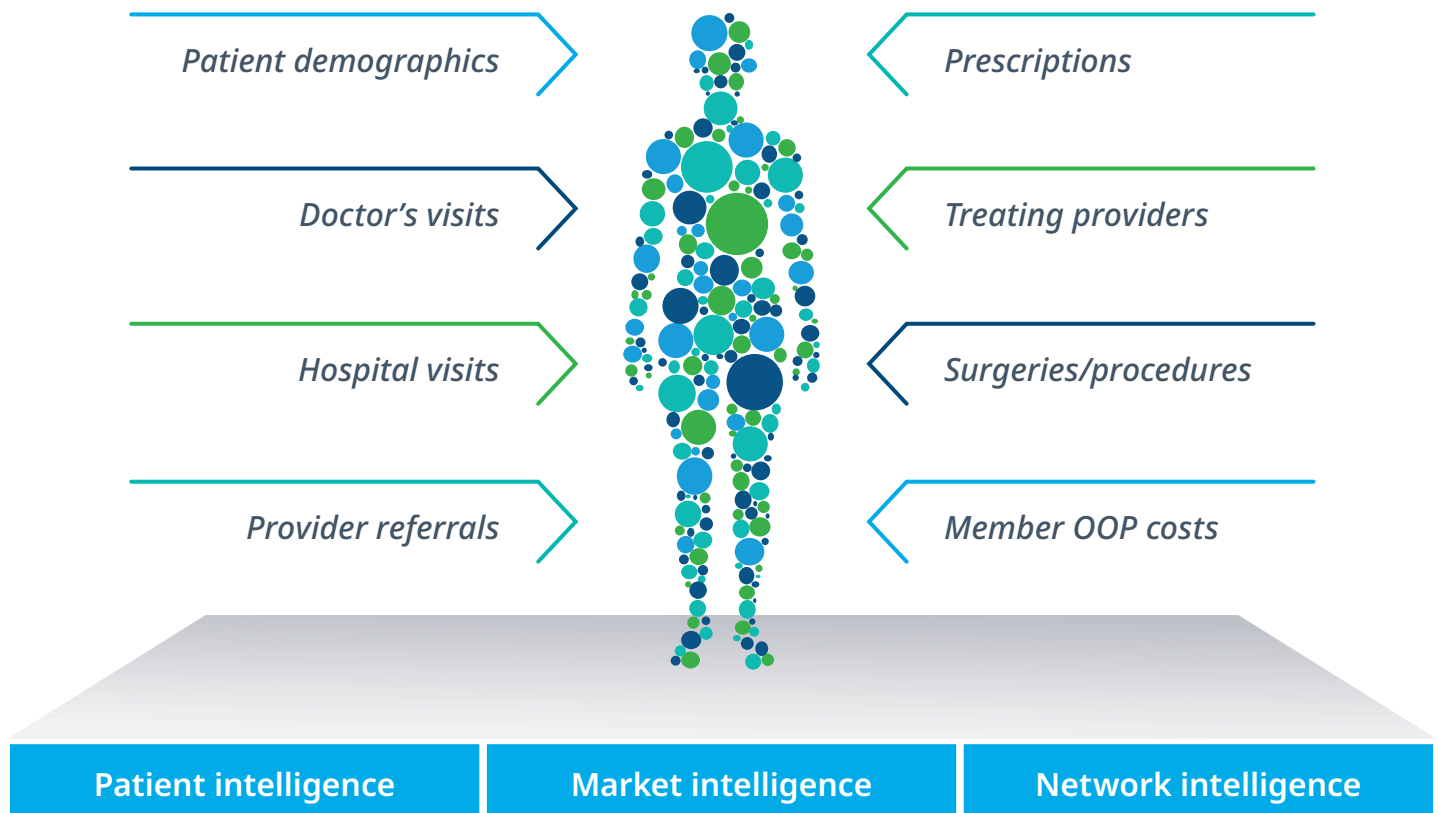 Patient demographics
Prescriptions
Doctor’s visits
Treating providers
Hospital visits
Surgeries/procedures
Provider referrals
Member OOP costs
Patient intelligence
Market intelligence
Network intelligence